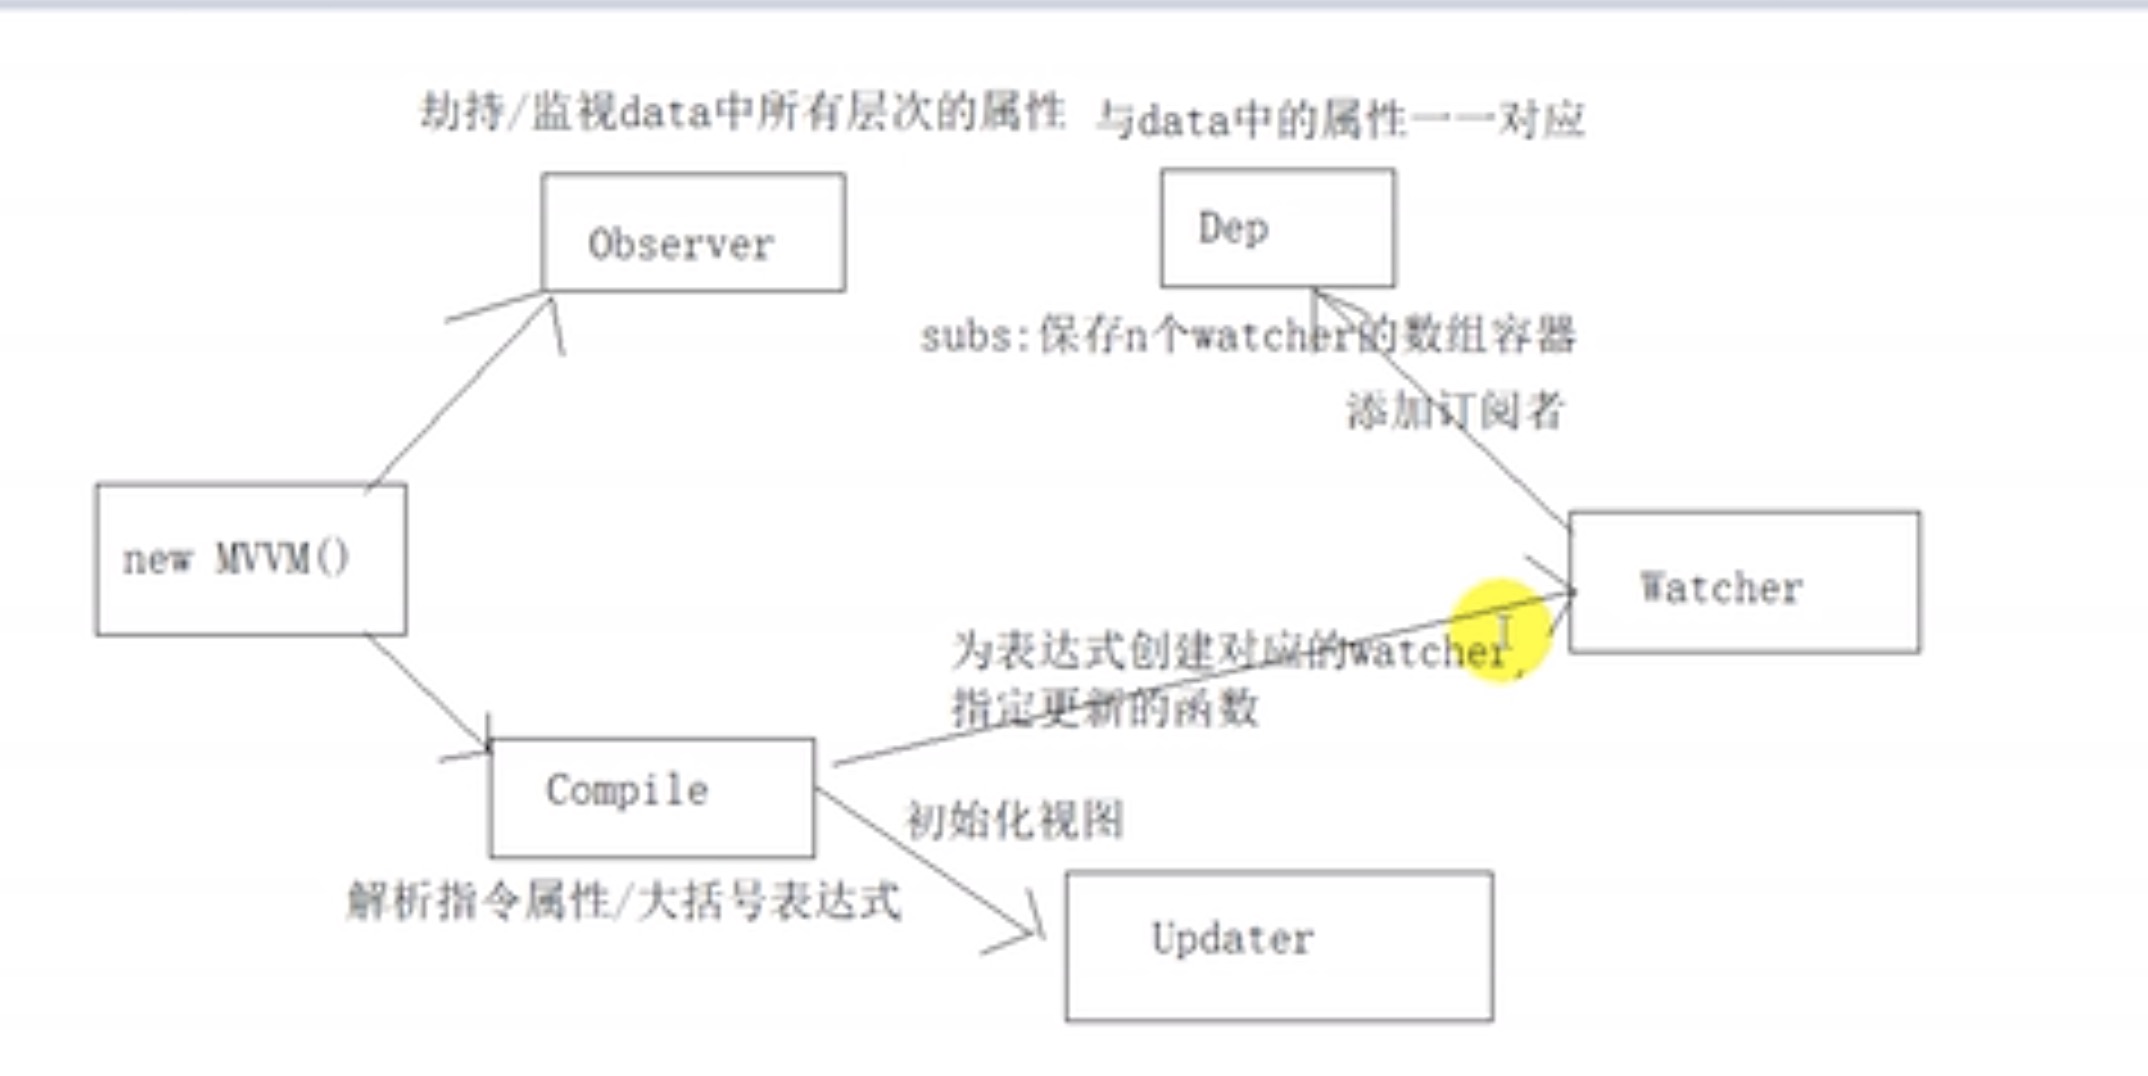 劫持/监视data中所有层次的属性
与data中的属性一一对应
Observer
Dep
subs:保存n个watcher的数组容器
添加订阅者
new MVVM()
Watcher
为表达式创建对应的watcher,
指定更新的函数
Compile
初始化视图
解析指令属性/大括号表达式
Updater